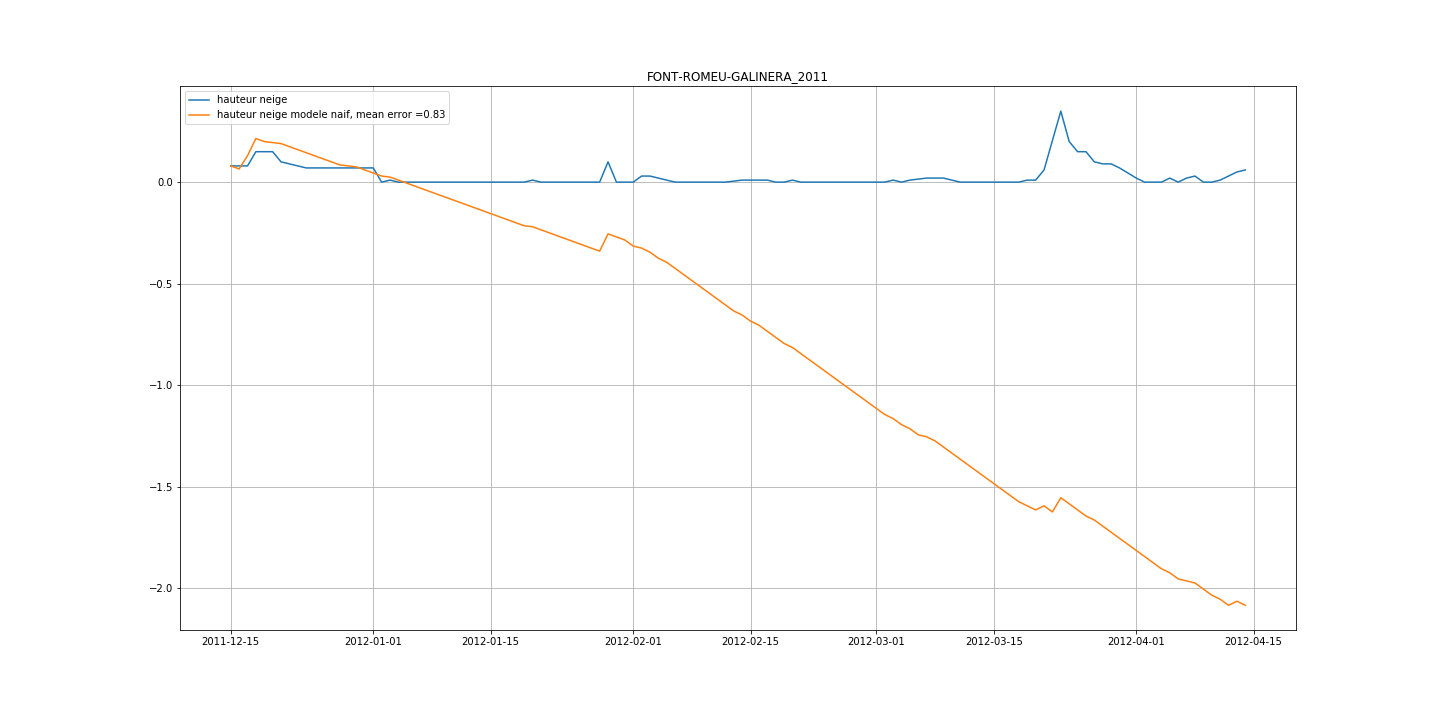 FONT-ROMEU-GALINERA_2011
hauteur neige
hauteur neige modele naif, mean error =0.83
0.0
−0.5
−1.0
−1.5
−2.0
2011-12-15 2012-01-01 2012-01-15 2012-02-01 2012-02-15 2012-03-01 2012-03-15 2012-04-01 2012-04-15